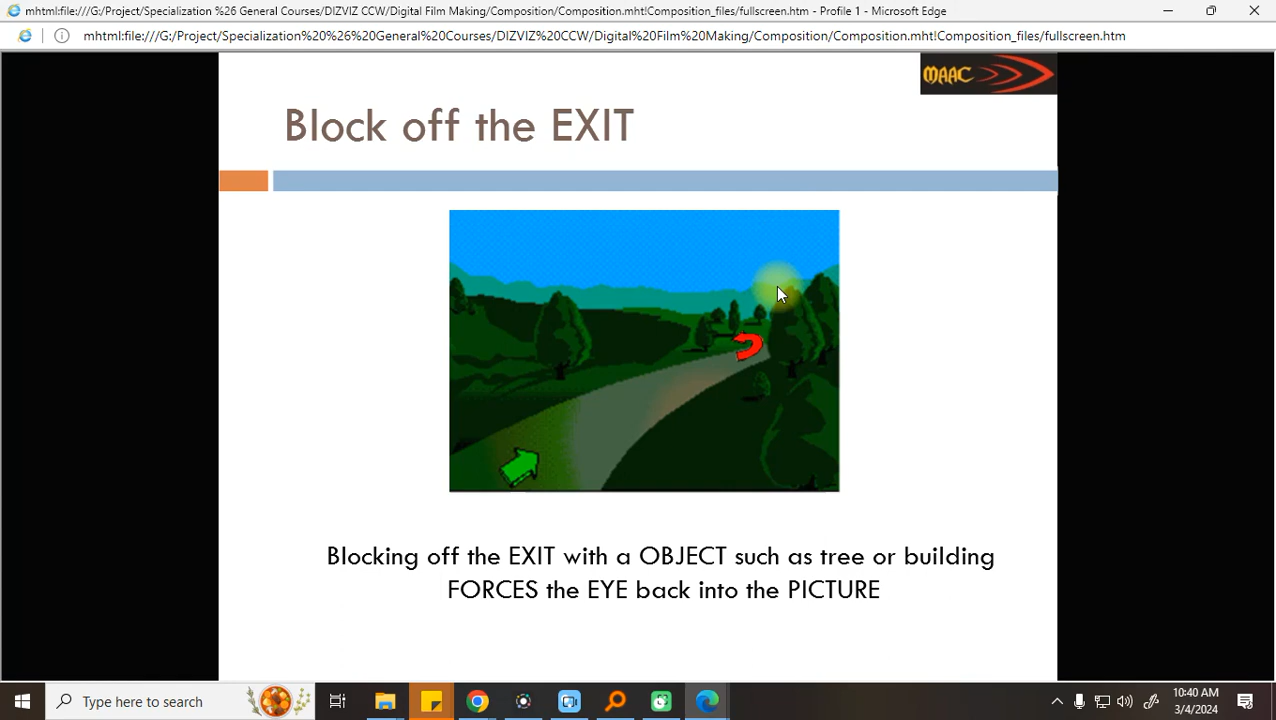 mhtml:file:///G:/Project/Specialization %26 General Courses/DIZVIZ CCW/Digital Film Making/Composition/Composition.mht!Composition_files/fullscreen.htm - Profile 1 - Microsoft Edge
mhtml:file:///G:/Project/Specialization%20%26%20General%20Courses/DIZVIZ%20CCW/Digital%20Film%20Making/Composition/Composition.mht!Composition_files/fullscreen.htm
MAAC
Block off the EXIT
Blocking off the EXIT with a OBJECT such as tree or building
FORCES the EYE back into the PICTURE
Type here to search
10:40 AM
3/4/2024